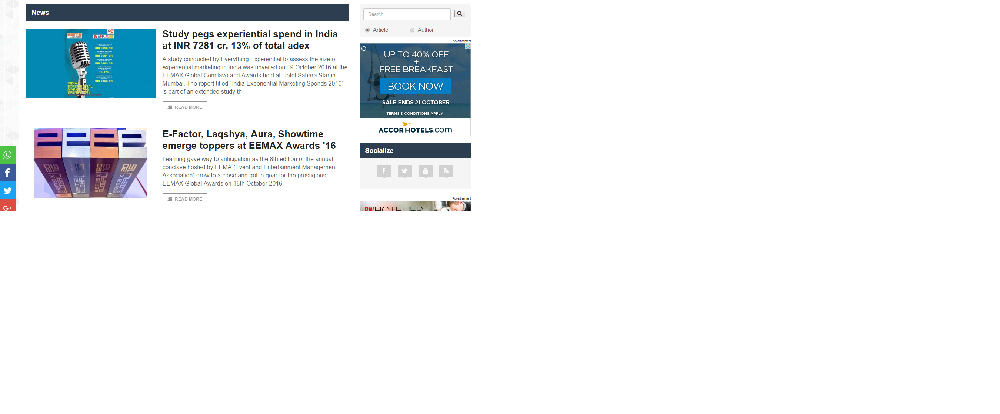 News
eema
BW APPLAUSE
INR 6250 CR.
INR 7281 CR.
INR 8483 CR.
16-17%
INR 2183 CR.
INDIA
EXPERIENTIAL
MARKETING
SPENDS 2016
Study pegs experiential spend in India
at INR 7281 cr, 13% of total adex
A study conducted by Everything Experiential to assess the size of
experiential marketing in India was unveiled on 19 October 2016 at the
EEMAX Global Conclave and Awards held at Hotel Sahara Star in
Mumbai. The report titled “India Experiential Marketing Spends 2016”
is part of an extended study th
READ MORE
eemax
GLOBAL
2016
eemax
GLOBAL
2016
E-Factor, Laqshya, Aura, Showtime
emerge toppers at EEMAX Awards '16
Learning gave way to anticipation as the 8th edition of the annual
conclave hosted by EEMA (Event and Entertainment Management
Association) drew to a close and got in gear for the prestigious
EEMAX Global Awards on 18th October 2016.
READ MORE
Search
Article Author
Advertisement
UP TO 40% OFF
+
FREE BREAKFAST
BOOK NOW
SALE ENDS 21 OCTOBER
TERMS & CONDITIONS APPLY
ACCORHOTELS.com
Socialize
Advertisement
BW HOTELIER